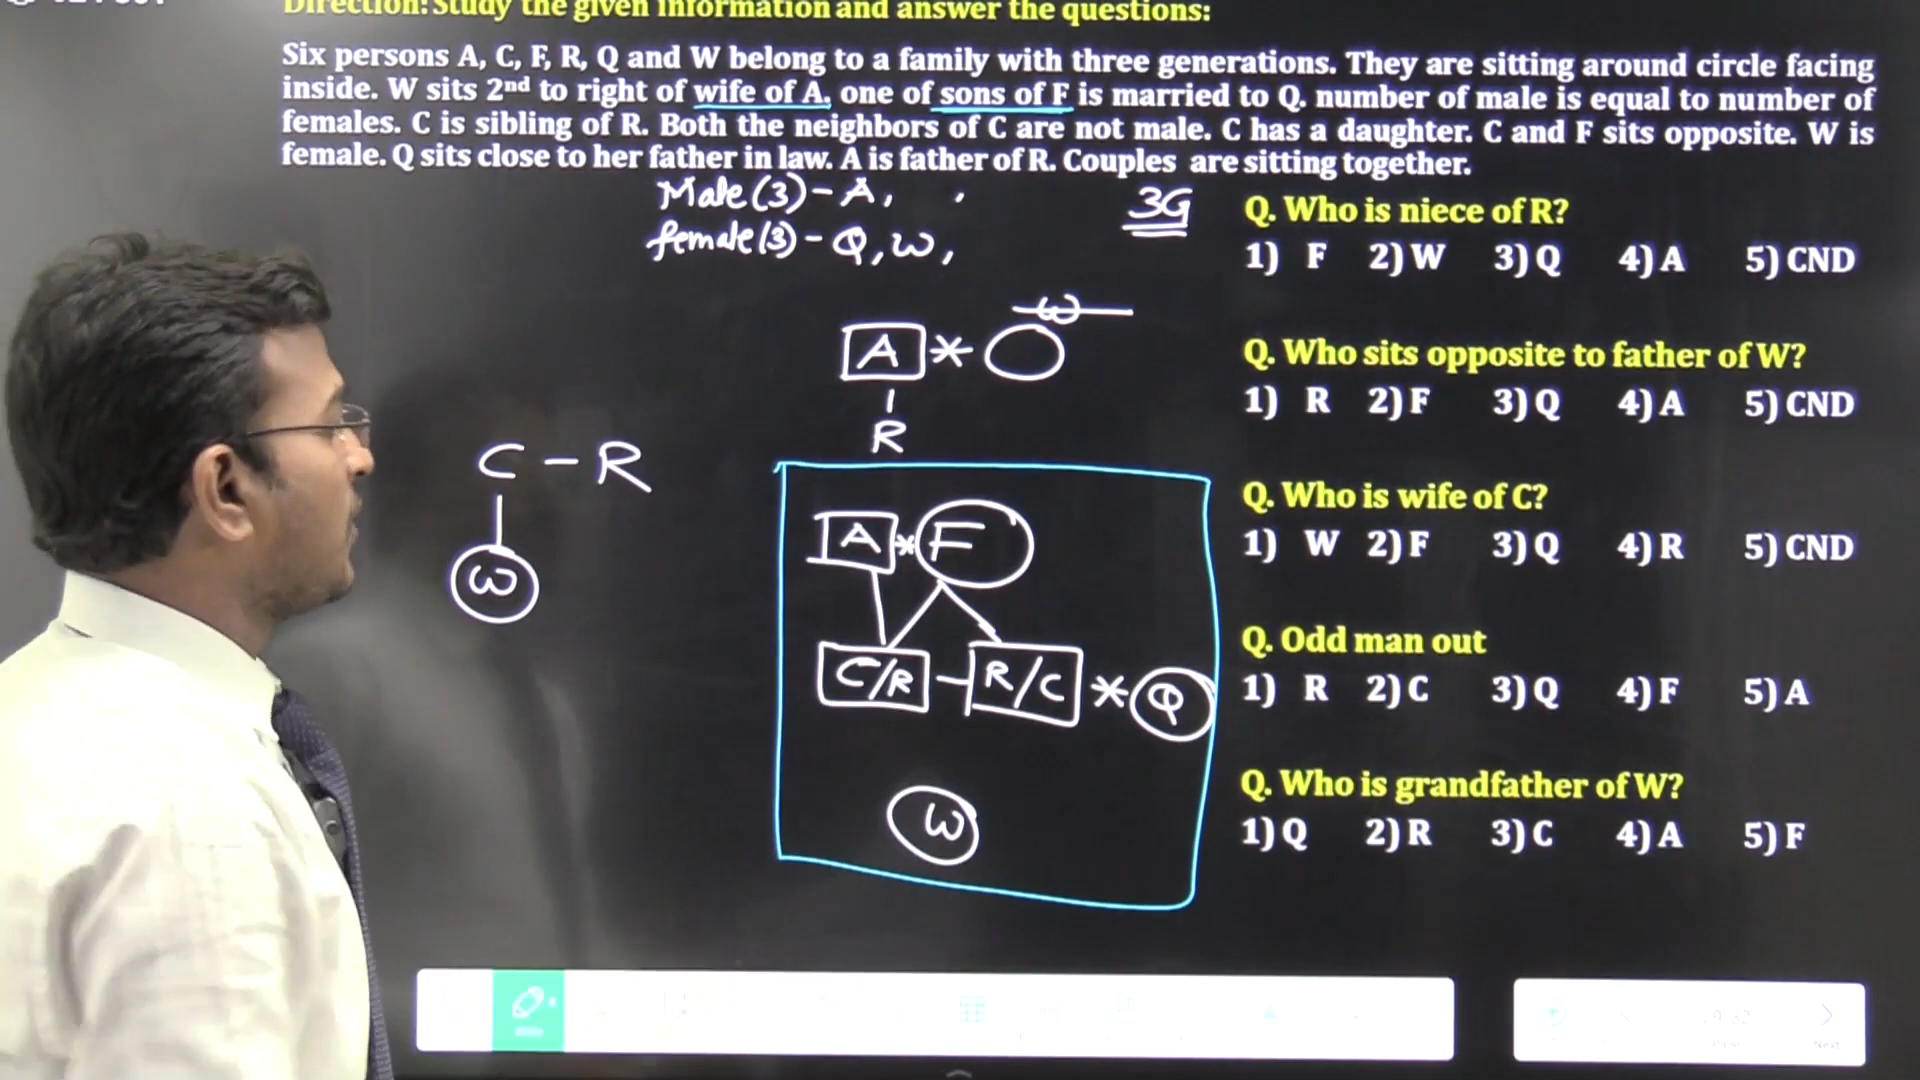 Direction: Study the given information and answer the questions:
Six persons A, C, F, R, Q and W belong to a family with three generations. They are sitting around circle facing
inside. W sits 2nd to right of wife of A. one of sons of F is married to Q. number of male is equal to number of
females. C is sibling of R. Both the neighbors of C are not male. C has a daughter. C and F sits opposite. W is
female. Q sits close to her father in law. A is father of R. Couples are sitting together.
Male(3) - A, ,
female(3) - Q, W,
3G
Q. Who is niece of R?
1) F 2) W 3) Q 4) A 5) CND
W
A * 
R
Q. Who sits opposite to father of W?
1) R 2) F 3) Q 4) A 5) CND
C - R
W
Q. Who is wife of C?
1) W 2) F 3) Q 4) R 5) CND
A * F
C/R - R/C * Q
W
Q. Odd man out
1) R 2) C 3) Q 4) F 5) A
Q. Who is grandfather of W?
1) Q 2) R 3) C 4) A 5) F
Next